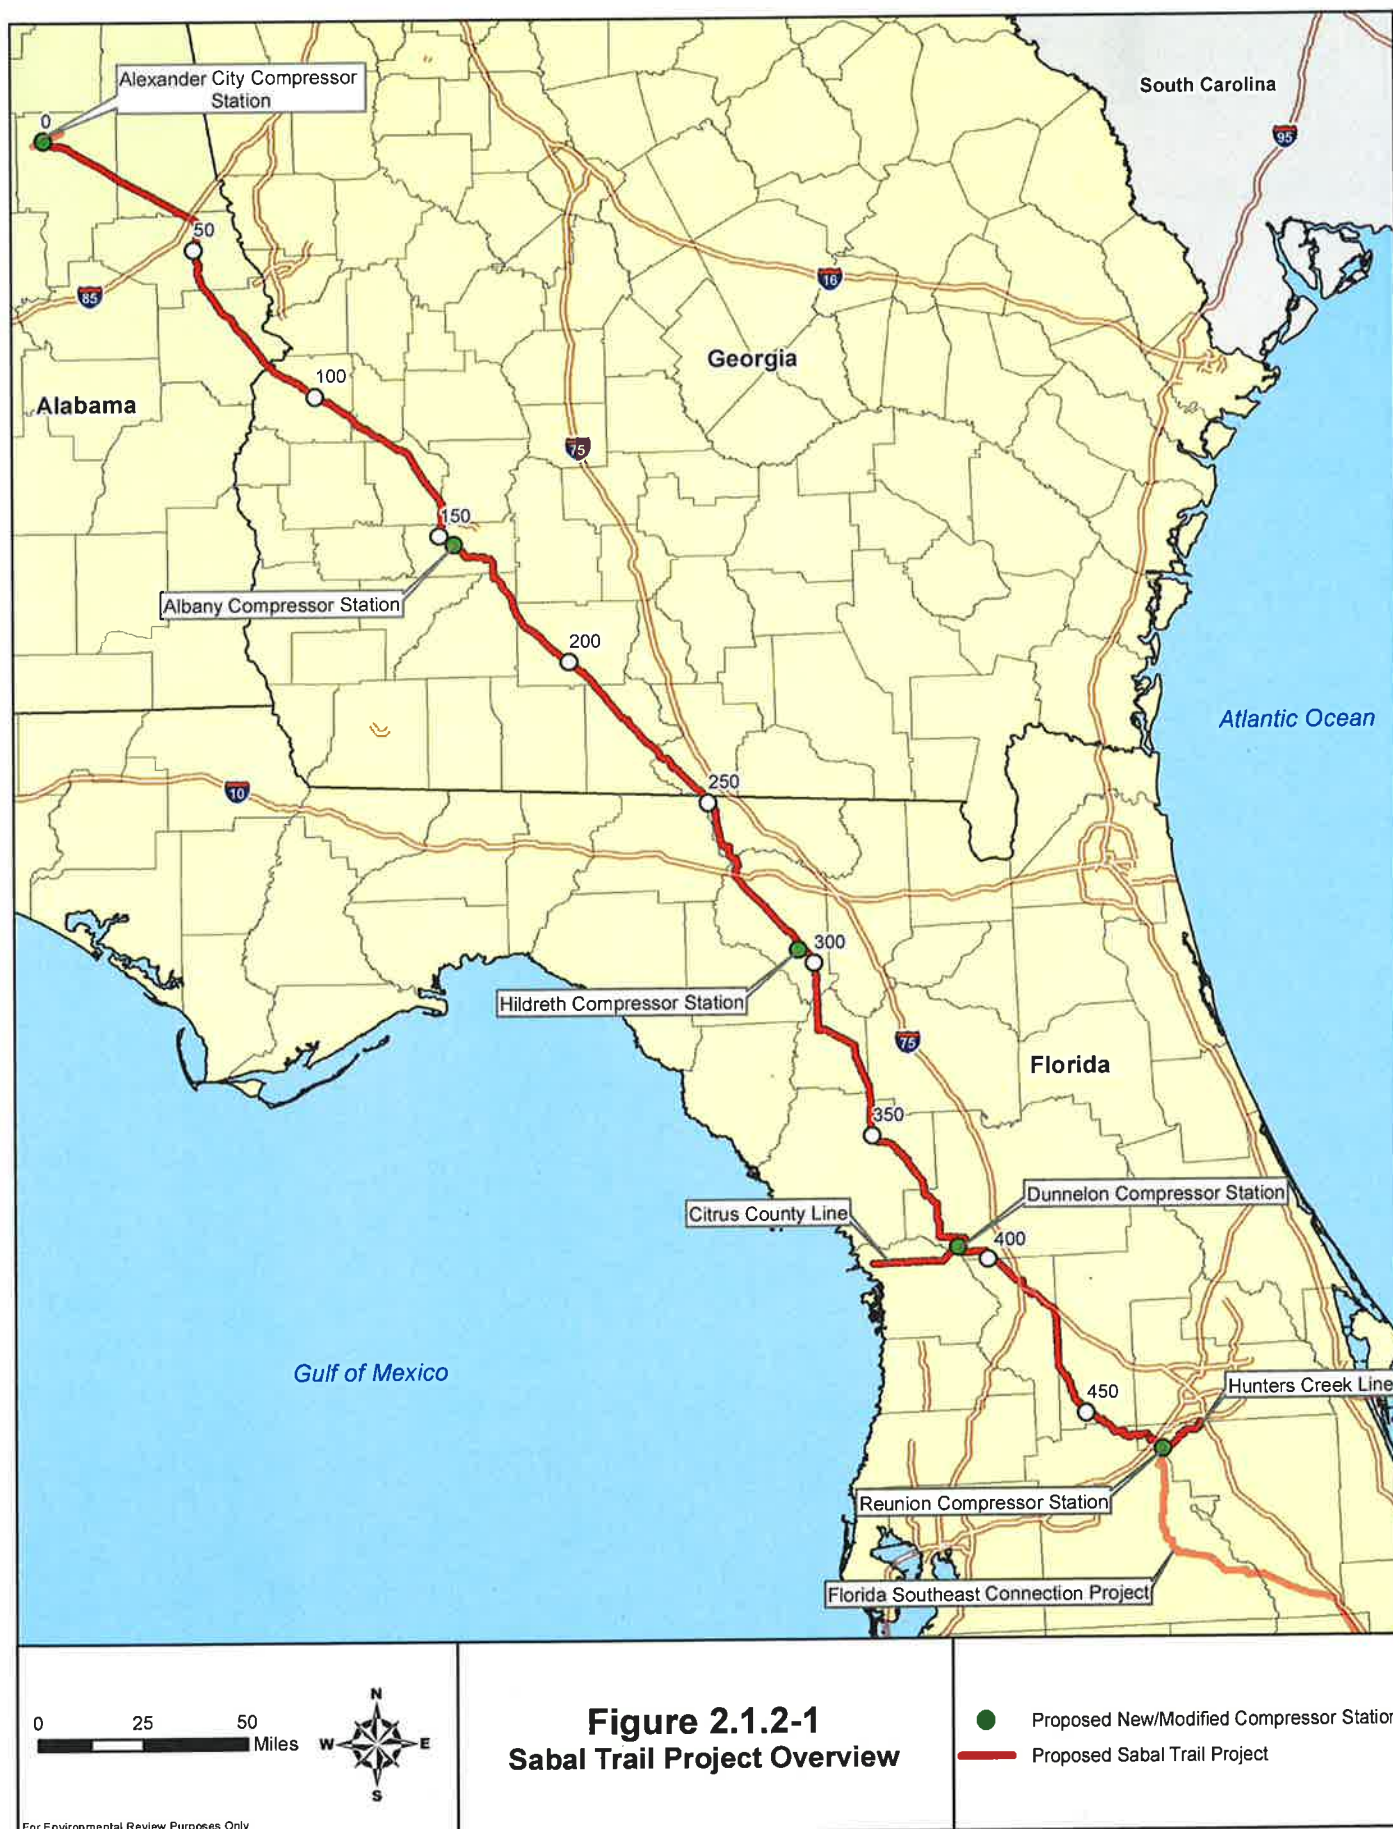 Alexander City Compressor
Station
South Carolina
0
95
50
16
85
Georgia
100
Alabama
75
150
Albany Compressor Station
200
Atlantic Ocean
250
10
300
Hildreth Compressor Station
75
Florida
350
Dunnelon Compressor Station
Citrus County Line
400
Gulf of Mexico
Hunters Creek Line
450
Reunion Compressor Station
Florida Southeast Connection Project
N
W
E
S
0 25 50
Miles
Figure 2.1.2-1
Sabal Trail Project Overview
Proposed New/Modified Compressor Station
Proposed Sabal Trail Project
For Environmental Review Purposes Only